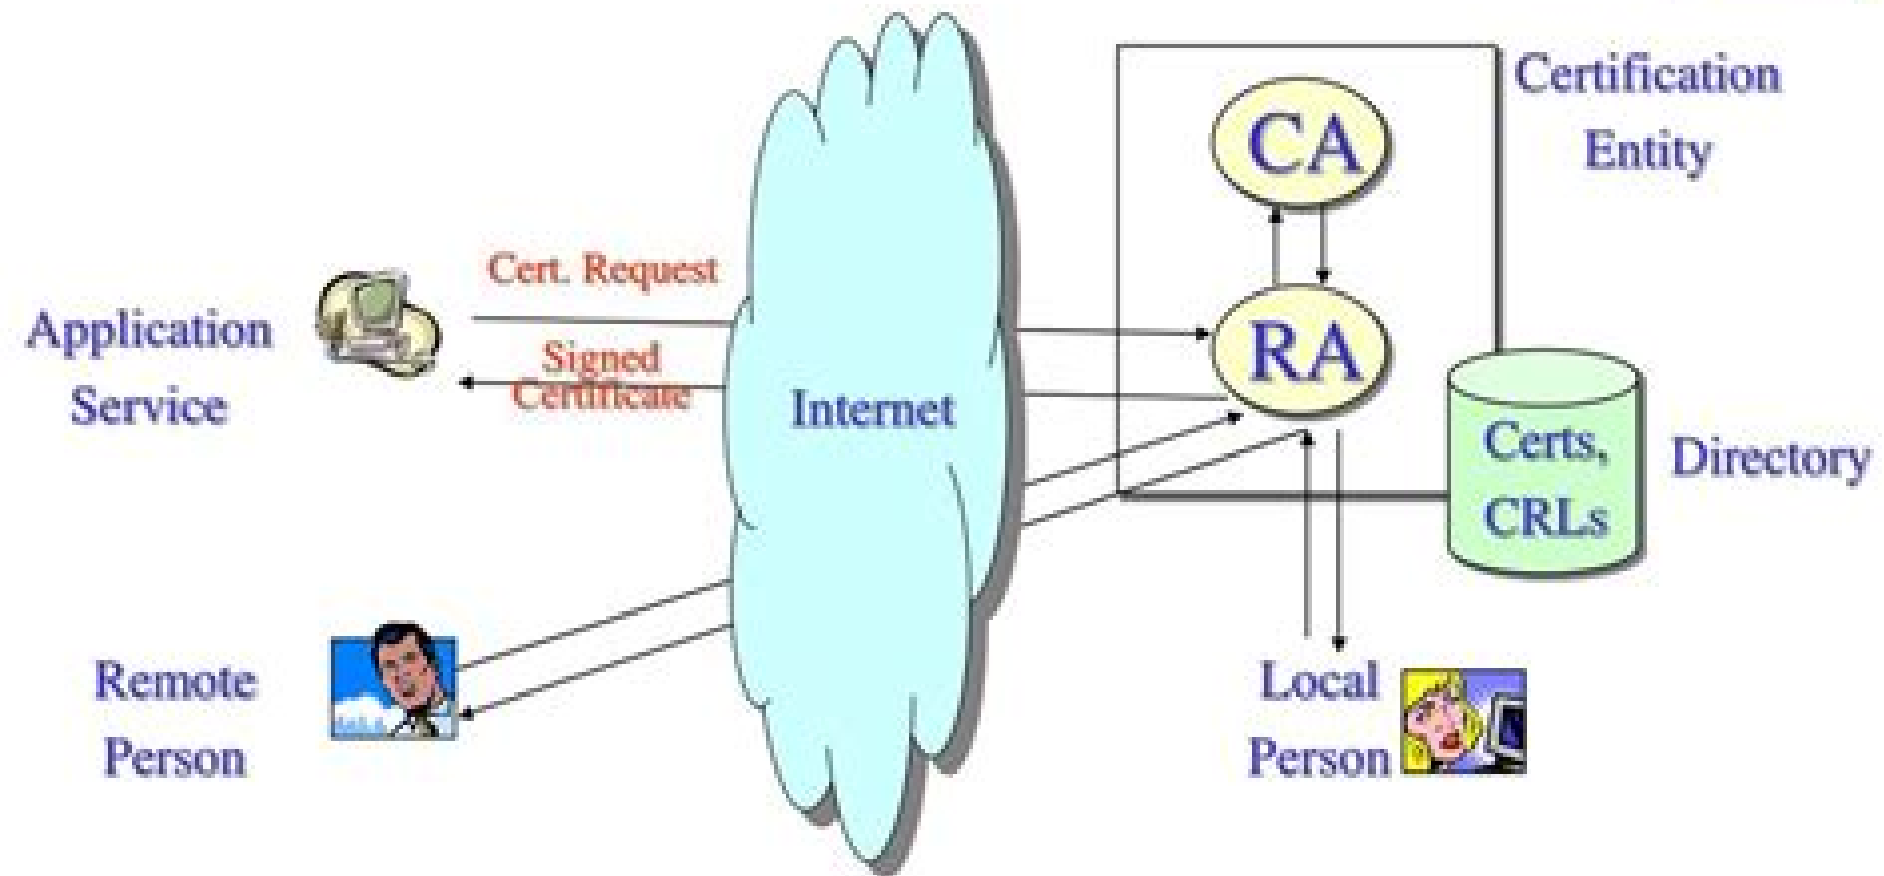 Certification
Entity
CA
Cert. Request
Application
Service
Signed
Certificate
RA
Internet
Certs,
CRLs
Directory
Remote
Person
Local
Person